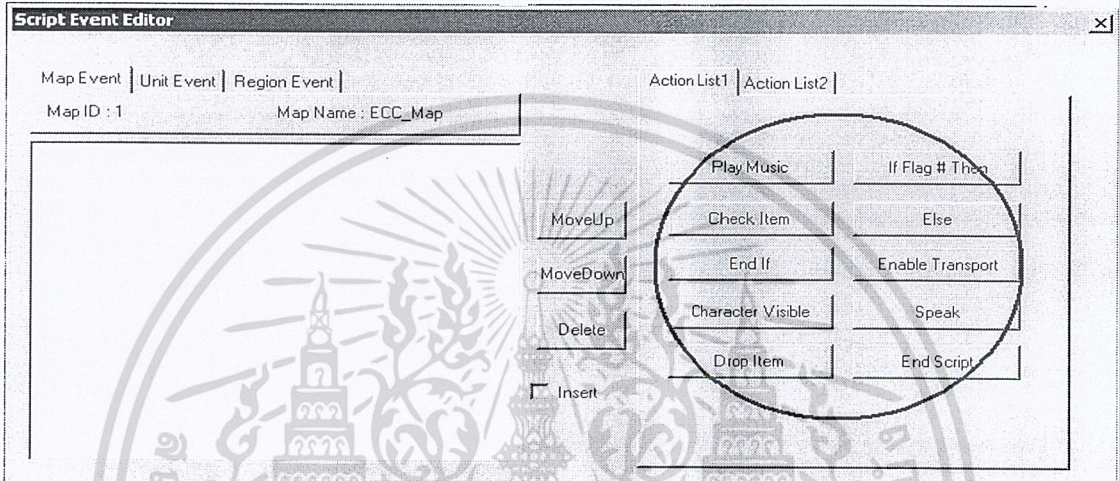 Script Event Editor
Map Event Unit Event Region Event
Map ID : 1 Map Name : ECC_Map
MoveUp
MoveDown
Delete
Insert
Action List1 Action List2
Play Music If Flag # Then
Check Item Else
End If Enable Transport
Character Visible Speak
Drop Item End Script